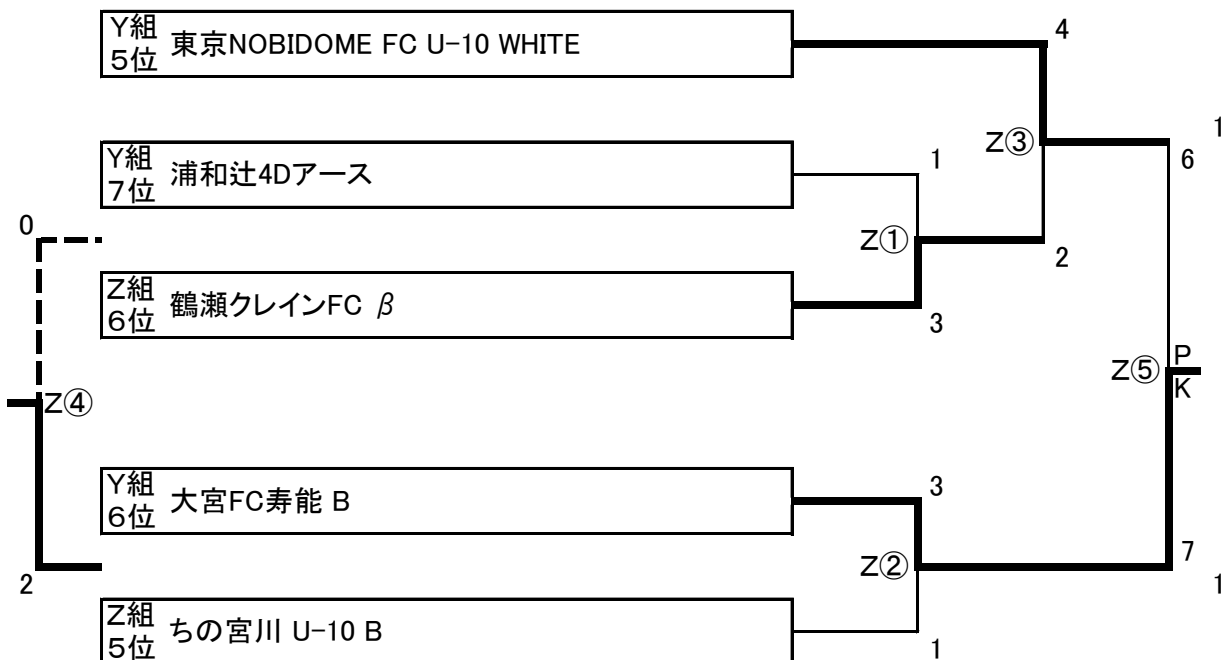 Y組
5位
東京NOBIDOME FC U-10 WHITE
4
1
Z③
6
Y組
7位
浦和辻4Dアース
1
0
Z①
2
Z組
6位
鶴瀬クレインFC β
3
Z⑤
P
K
Z④
Y組
6位
大宮FC寿能 B
3
7
Z②
2
1
Z組
5位
ちの宮川 U-10 B
1